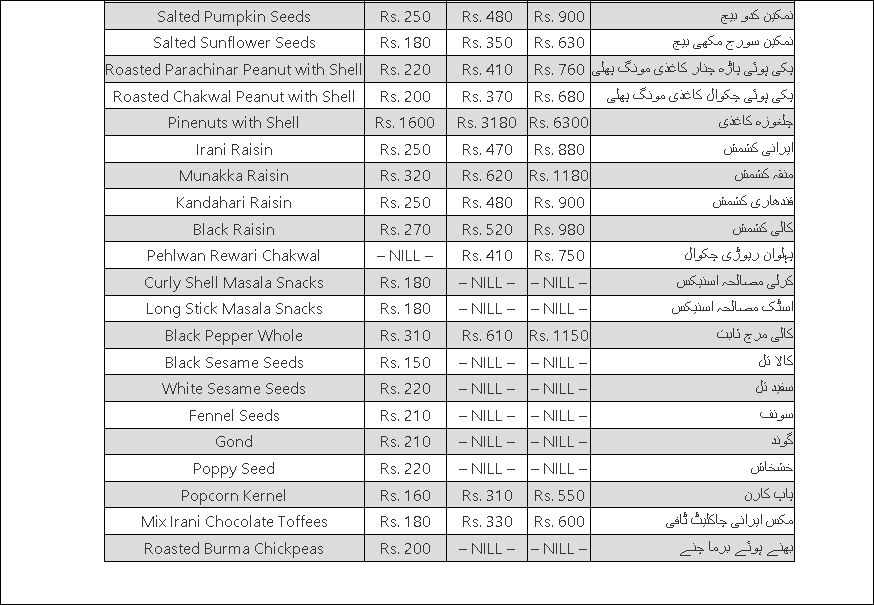 Salted Pumpkin Seeds Rs. 250 Rs. 480 Rs. 900 نمکین کدو بیج
Salted Sunflower Seeds Rs. 180 Rs. 350 Rs. 630 نمکین سورج مکھی بیج
Roasted Parachinar Peanut with Shell Rs. 220 Rs. 410 Rs. 760 پکی ہوئی پاڑہ چنار کاغذی مونگ پھلی
Roasted Chakwal Peanut with Shell Rs. 200 Rs. 370 Rs. 680 پکی ہوئی چکوال کاغذی مونگ پھلی
Pinenuts with Shell Rs. 1600 Rs. 3180 Rs. 6300 چلغوزہ کاغذی
Irani Raisin Rs. 250 Rs. 470 Rs. 880 ایرانی کشمش
Munakka Raisin Rs. 320 Rs. 620 Rs. 1180 منقہ کشمش
Kandahari Raisin Rs. 250 Rs. 480 Rs. 900 قندھاری کشمش
Black Raisin Rs. 270 Rs. 520 Rs. 980 کالی کشمش
Pehlwan Rewari Chakwal – NILL – Rs. 410 Rs. 750 پہلوان ریوڑی چکوال
Curly Shell Masala Snacks Rs. 180 – NILL – – NILL – کرلی مصالحہ اسنیکس
Long Stick Masala Snacks Rs. 180 – NILL – – NILL – اسٹک مصالحہ اسنیکس
Black Pepper Whole Rs. 310 Rs. 610 Rs. 1150 کالی مرچ ثابت
Black Sesame Seeds Rs. 150 – NILL – – NILL – کالا تل
White Sesame Seeds Rs. 220 – NILL – – NILL – سفید تل
Fennel Seeds Rs. 210 – NILL – – NILL – سونف
Gond Rs. 210 – NILL – – NILL – گوند
Poppy Seed Rs. 220 – NILL – – NILL – خشخاش
Popcorn Kernel Rs. 160 Rs. 310 Rs. 550 پاپ کارن
Mix Irani Chocolate Toffees Rs. 180 Rs. 330 Rs. 600 مکس ایرانی چاکلیٹ ٹافی
Roasted Burma Chickpeas Rs. 200 – NILL – – NILL – بھنے ہوئے برما چنے